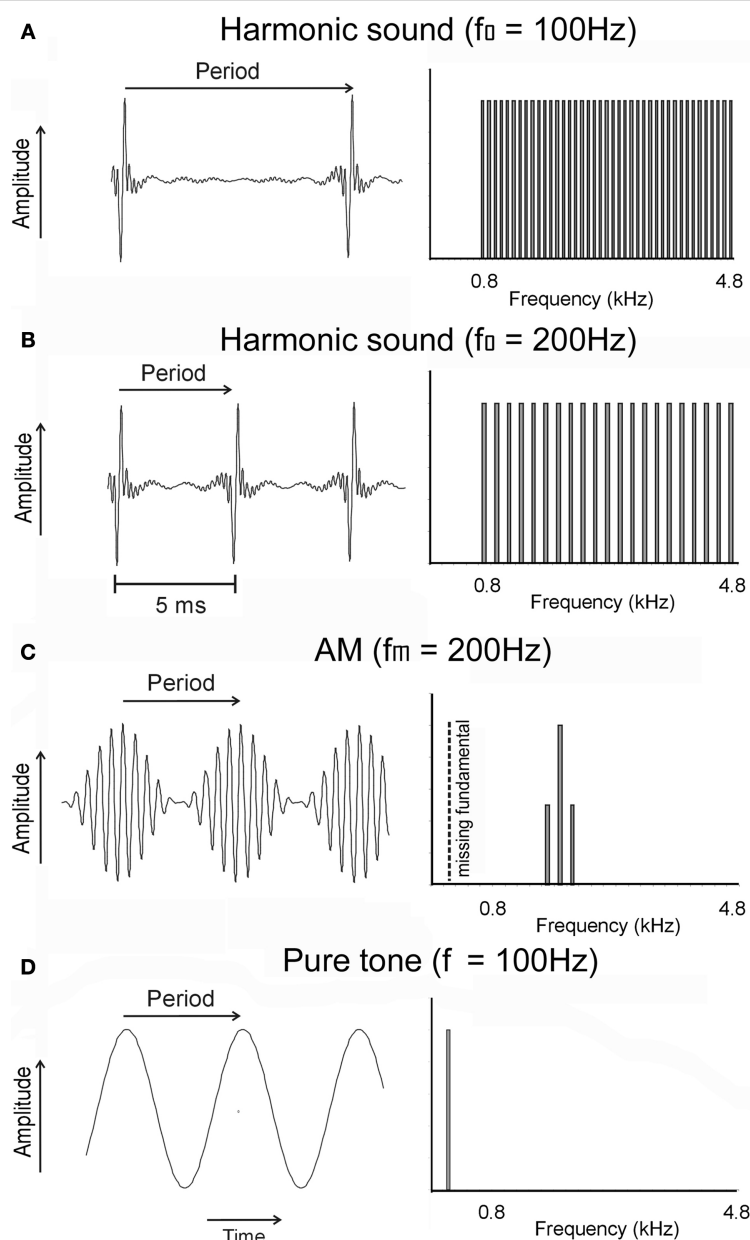 A
Harmonic sound (f▯ = 100Hz)
Period
Amplitude
0.8
4.8
Frequency (kHz)
B
Harmonic sound (f▯ = 200Hz)
Period
Amplitude
5 ms
0.8
4.8
Frequency (kHz)
C
AM (fm = 200Hz)
Period
Amplitude
missing fundamental
0.8
4.8
Frequency (kHz)
D
Pure tone (f = 100Hz)
Period
Amplitude
Time
0.8
4.8
Frequency (kHz)